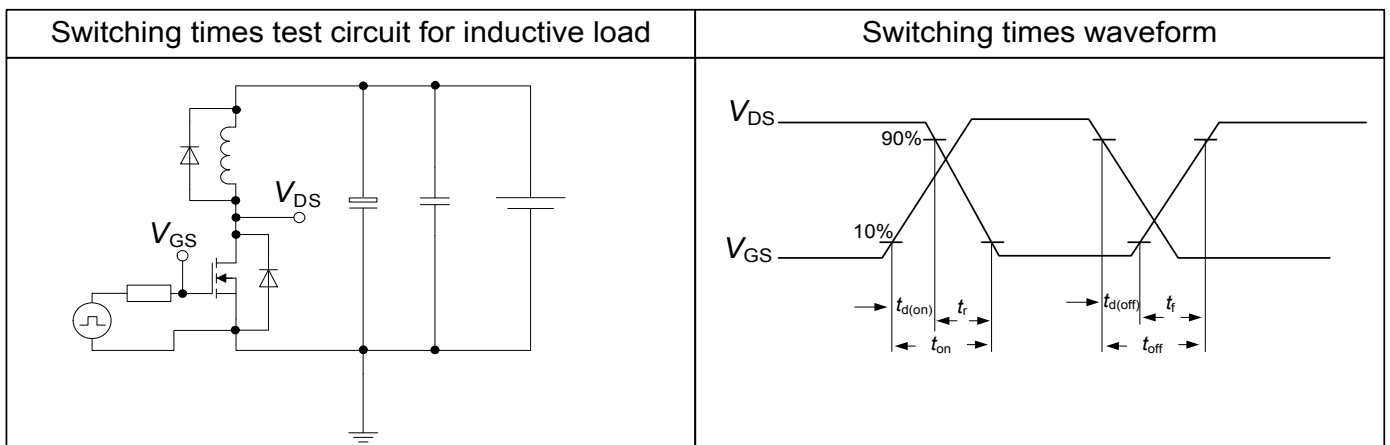 Switching times test circuit for inductive load
Switching times waveform
VDS
VGS
VDS
90%
10%
VGS
td(on) tr
ton
td(off) tf
toff